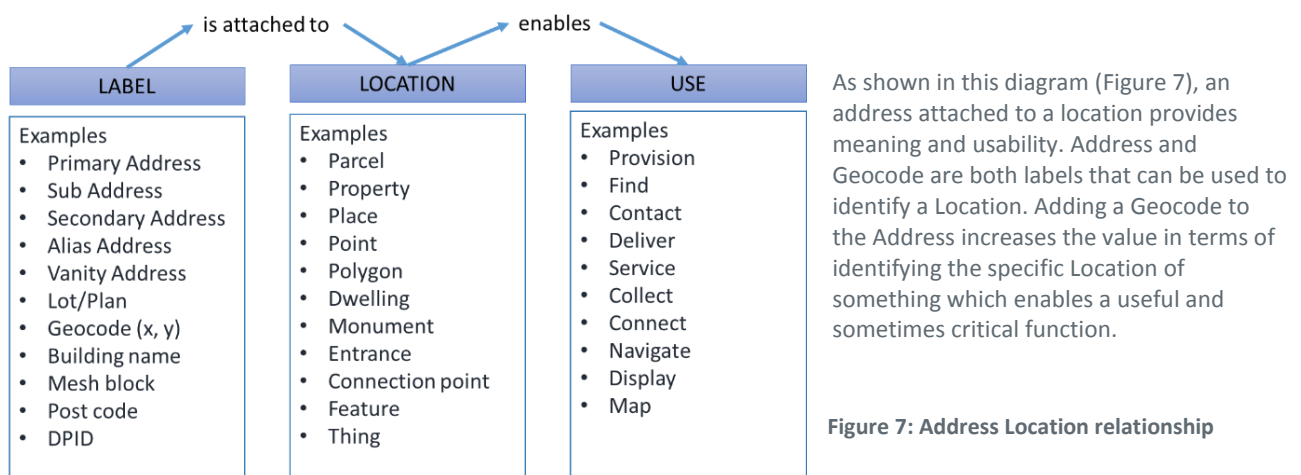 is attached to
enables
LABEL
Examples
• Primary Address
• Sub Address
• Secondary Address
• Alias Address
• Vanity Address
• Lot/Plan
• Geocode (x, y)
• Building name
• Mesh block
• Post code
• DPID
LOCATION
Examples
• Parcel
• Property
• Place
• Point
• Polygon
• Dwelling
• Monument
• Entrance
• Connection point
• Feature
• Thing
USE
Examples
• Provision
• Find
• Contact
• Deliver
• Service
• Collect
• Connect
• Navigate
• Display
• Map
As shown in this diagram (Figure 7), an
address attached to a location provides
meaning and usability. Address and
Geocode are both labels that can be used to
identify a Location. Adding a Geocode to
the Address increases the value in terms of
identifying the specific Location of
something which enables a useful and
sometimes critical function.
Figure 7: Address Location relationship